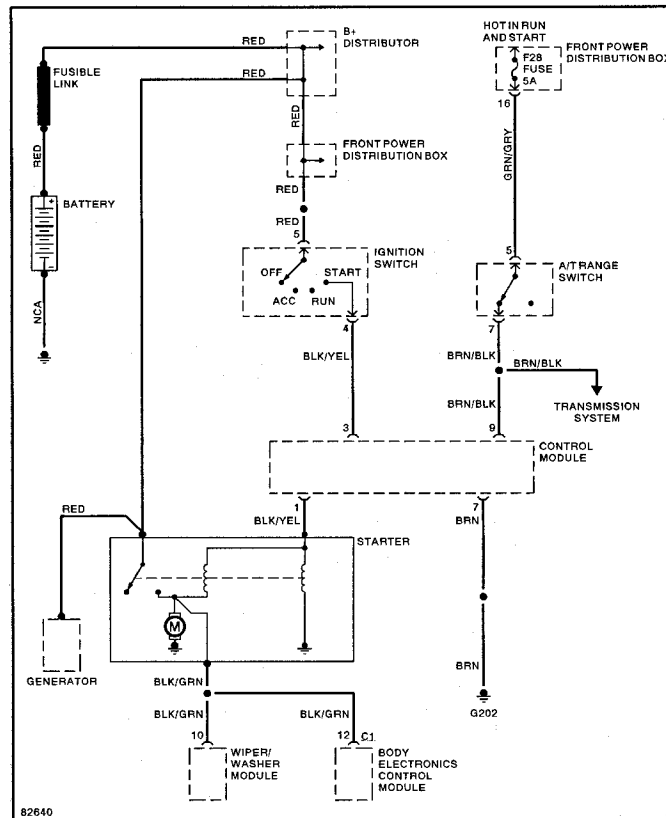 RED
B+
DISTRIBUTOR
HOT IN RUN
AND START
FRONT POWER
DISTRIBUTION BOX
F28
FUSE
5A
FUSIBLE
LINK
RED
RED
16
FRONT POWER
DISTRIBUTION BOX
RED
GRN/GRY
RED
BATTERY
+
-
RED
5
IGNITION
SWITCH
5
A/T RANGE
SWITCH
OFF
START
ACC
RUN
NCA
4
7
BLK/YEL
BRN/BLK
BRN/BLK
BRN/BLK
TRANSMISSION
SYSTEM
3
9
CONTROL
MODULE
1
7
RED
BLK/YEL
BRN
STARTER
M
GENERATOR
BLK/GRN
BRN
BLK/GRN
BLK/GRN
G202
10
WIPER/
WASHER
MODULE
12
C1
BODY
ELECTRONICS
CONTROL
MODULE
82640